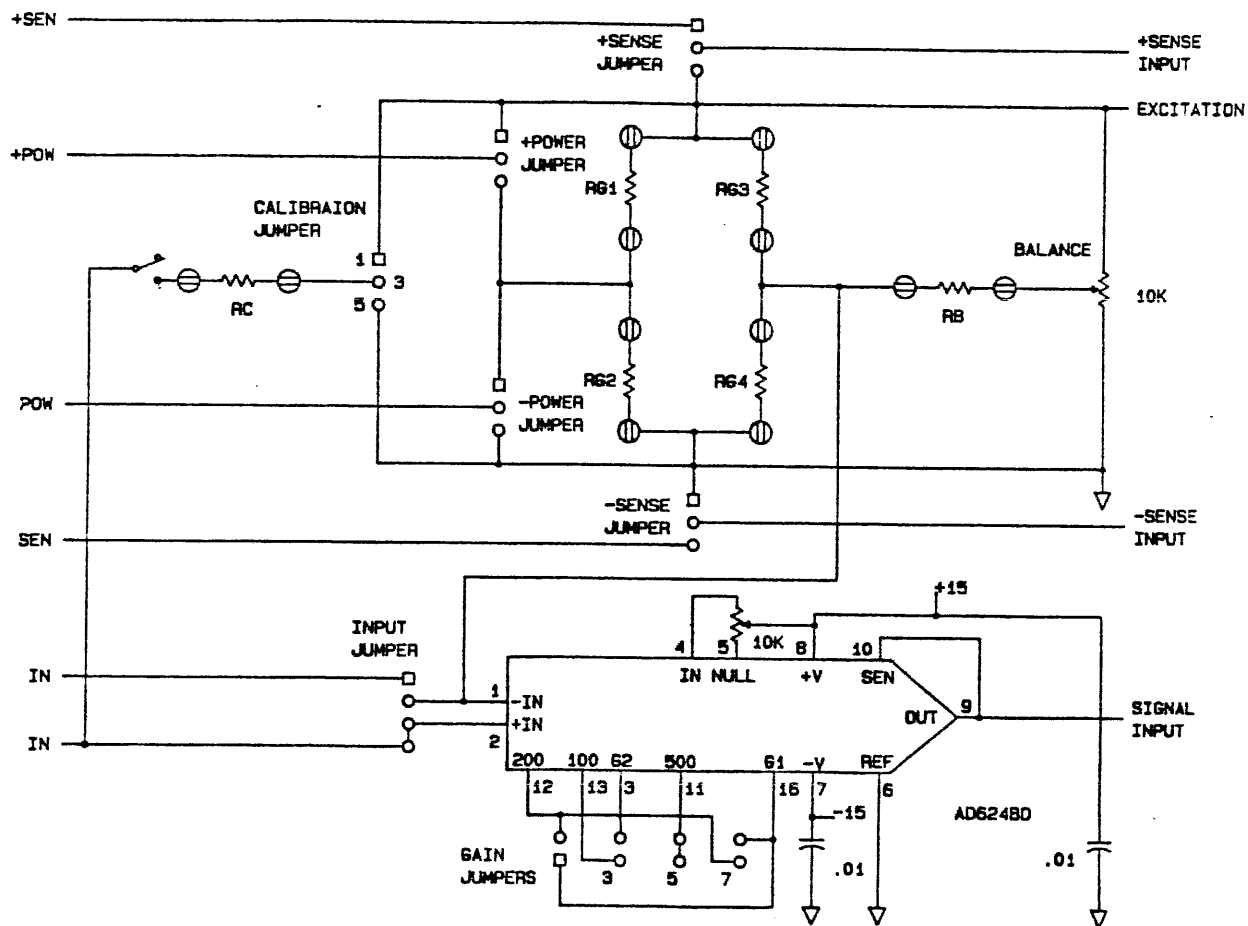 +SEN
+SENSE
JUMPER
+SENSE
INPUT
EXCITATION
+POW
+POWER
JUMPER
RG1
RG3
CALIBRAION
JUMPER
1
3
5
RC
BALANCE
10K
RB
RG2
RG4
POW
-POWER
JUMPER
-SENSE
JUMPER
-SENSE
INPUT
SEN
+15
INPUT
JUMPER
4
5
10K
8
10
IN NULL
+V
SEN
IN
1
-IN
+IN
2
OUT
9
SIGNAL
INPUT
IN
200
100
G2
500
G1
-V
REF
12
13
3
11
16
7
6
-15
AD624BD
GAIN
JUMPERS
3
5
7
.01
.01